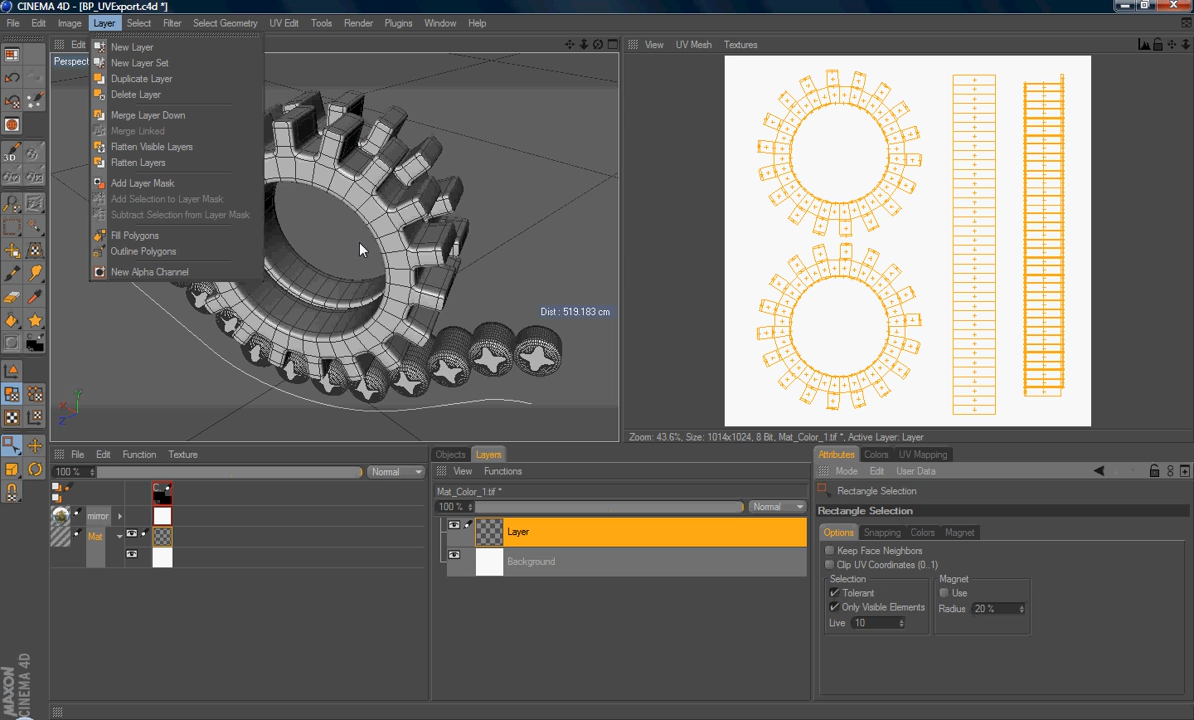 CINEMA 4D - [BP_UVExport.c4d *]
File Edit Image Layer Select Filter Select Geometry UV Edit Tools Render Plugins Window Help
Edit
View UV Mesh Textures
New Layer
Perspect
New Layer Set
Duplicate Layer
Delete Layer
Merge Layer Down
Merge Linked
Flatten Visible Layers
Flatten Layers
Add Layer Mask
Add Selection to Layer Mask
Subtract Selection from Layer Mask
Fill Polygons
Outline Polygons
New Alpha Channel
3D
Dist : 519.183 cm
Y
X
Z
Zoom: 43.6%, Size: 1014x1024, 8 Bit, Mat_Color_1.tif *, Active Layer: Layer
File Edit Function Texture
Objects Layers
Attributes Colors UV Mapping
100 % Normal
View Functions
Mode Edit User Data
C
Mat_Color_1.tif *
Rectangle Selection
100 % Normal
Rectangle Selection
mirror
Layer
Options Snapping Colors Magnet
Mat
Keep Face Neighbors
Background
Clip UV Coordinates (0..1)
Selection Magnet
Tolerant Use
Only Visible Elements Radius 20 %
Live 10
MAXON
CINEMA 4D